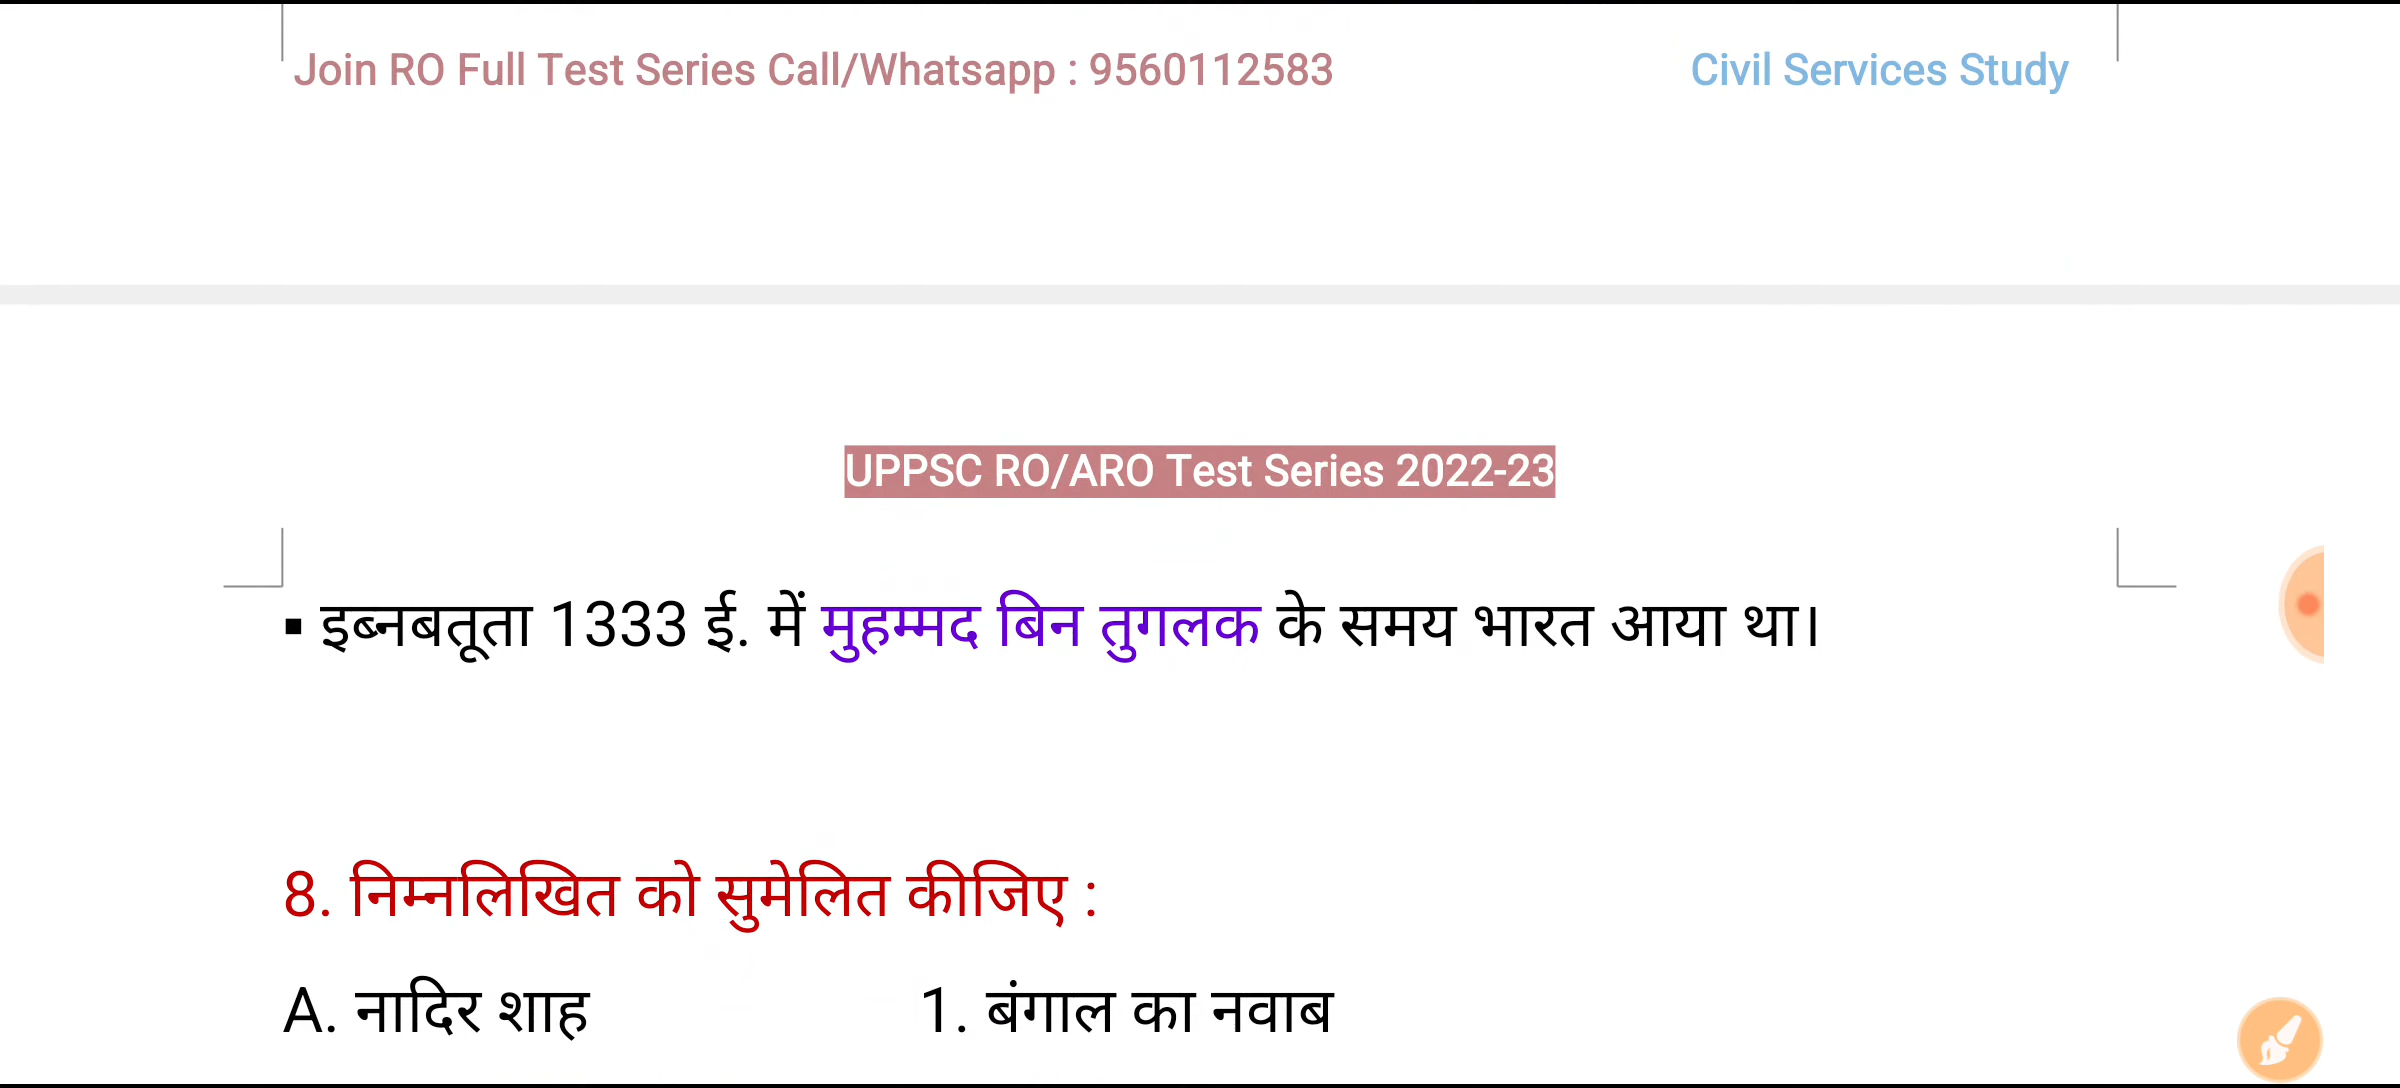 Join RO Full Test Series Call/Whatsapp : 9560112583 Civil Services Study
UPPSC RO/ARO Test Series 2022-23
▪ इब्नबतूता 1333 ई. में मुहम्मद बिन तुगलक के समय भारत आया था।
8. निम्नलिखित को सुमेलित कीजिए :
A. नादिर शाह 1. बंगाल का नवाब